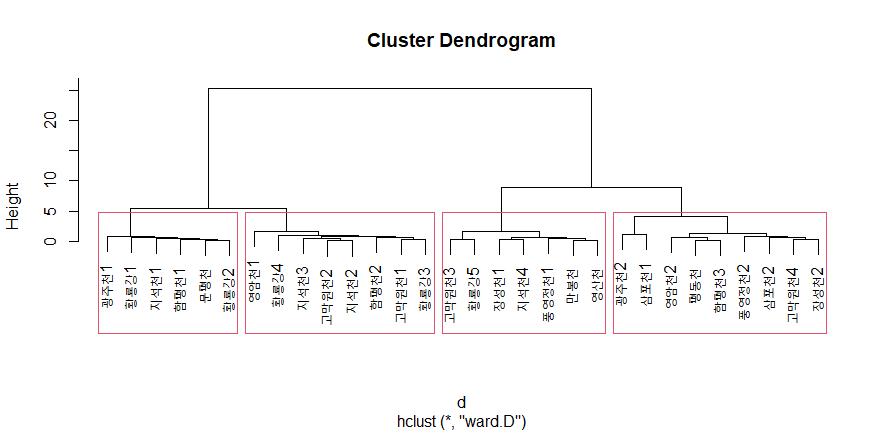 Cluster Dendrogram
Height
0
5
10
20
광주천1
황룡강1
지석천1
함평천1
문평천
황룡강2
영암천1
황룡강4
지석천3
고막원천2
지석천2
함평천2
고막원천1
황룡강3
고막원천3
황룡강5
장성천1
지석천4
풍영정천1
만봉천
영산천
광주천2
삼포천1
영암천2
평동천
함평천3
풍영정천2
삼포천2
고막원천4
장성천2
d
hclust (*, "ward.D")